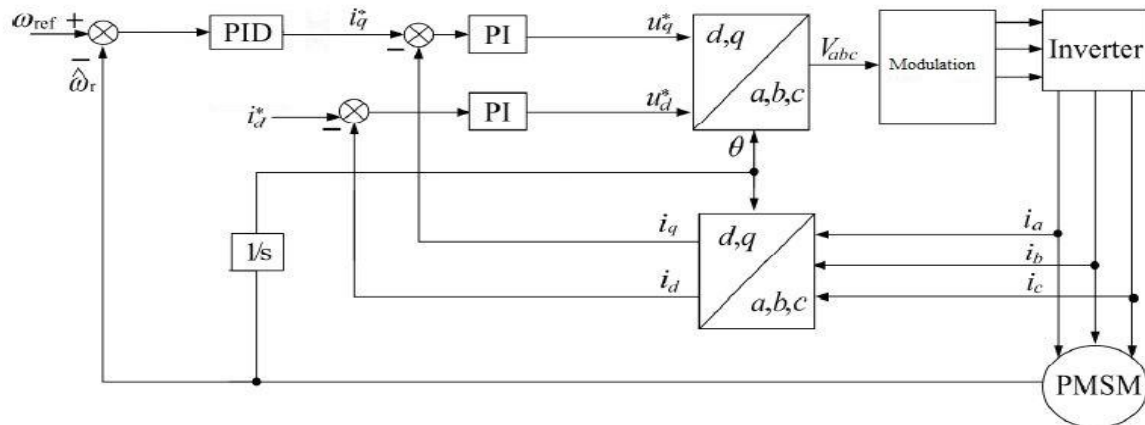 ω_ref +
−
ω̂_r
PID
i_q^*
−
PI
u_q^*
d,q
a,b,c
V_abc
Modulation
Inverter
i_d^*
−
PI
u_d^*
θ
1/s
i_q
i_d
d,q
a,b,c
i_a
i_b
i_c
PMSM